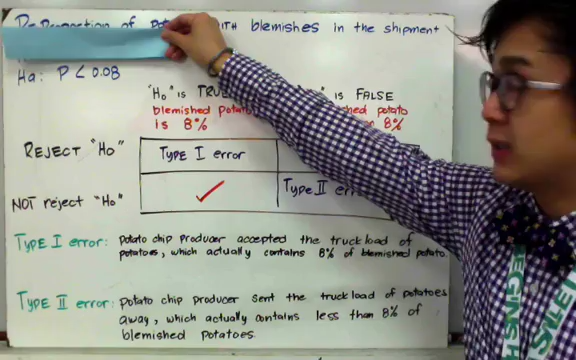 blemishes in the shipment
Ha: P < 0.08
"Ho" is
is FALSE
blemished
potato
is 8%
8%
REJECT "Ho"
TYPE I error
NOT reject "Ho"
TYPE II
TYPE I error: potato chip producer accepted the truckload of
potatoes, which actually contains 8% of blemished potato
TYPE II error: potato chip producer sent the truckload of potatoes
away, which actually contains less than 8% of
blemished potatoes.